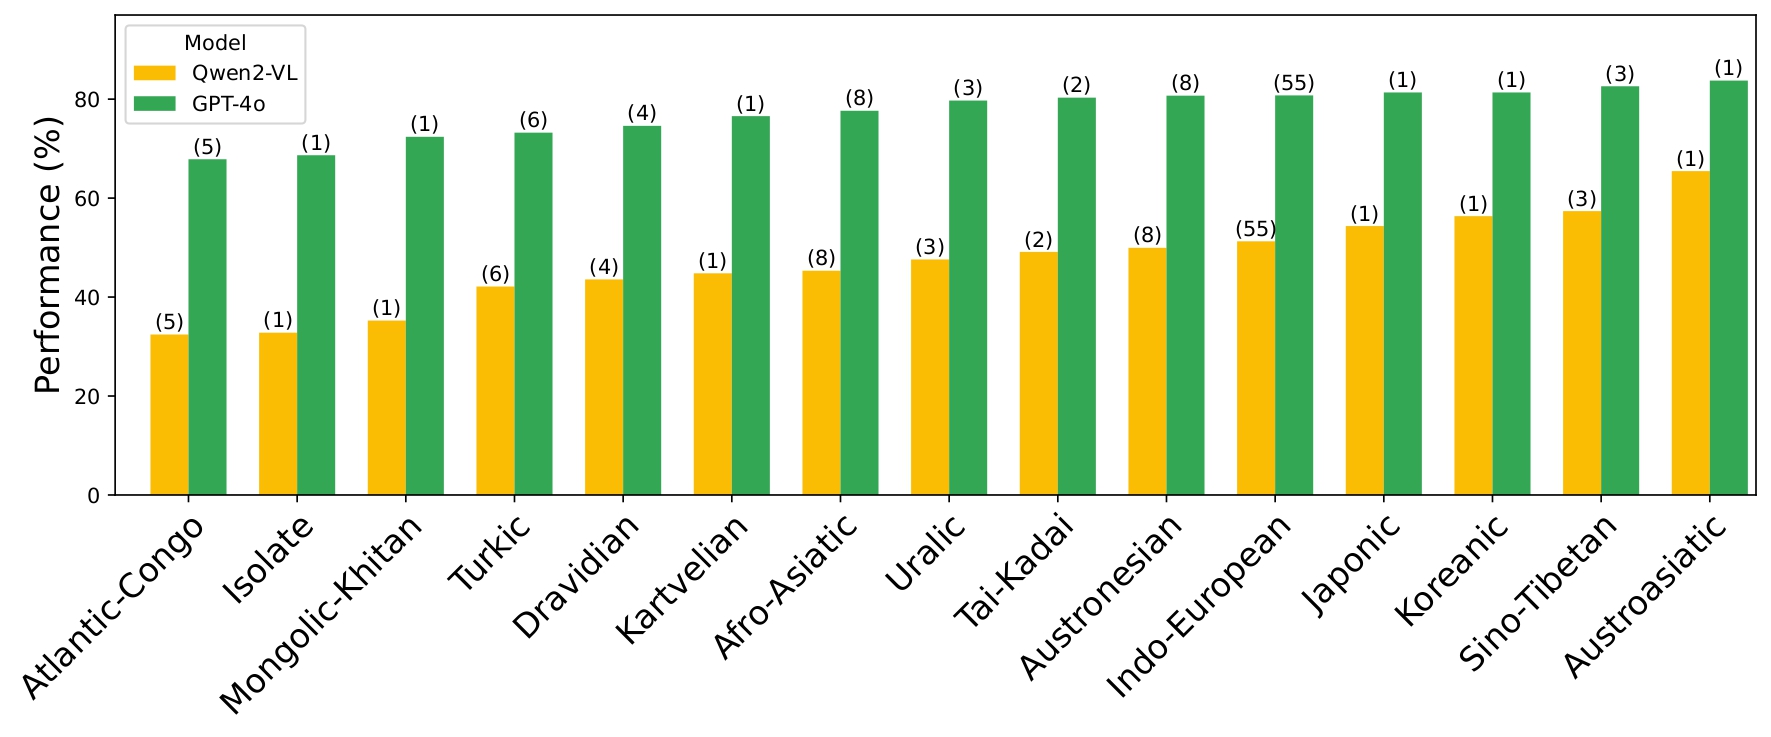 Model
Qwen2-VL
GPT-4o
Performance (%)
80
60
40
20
0
(5) (5)
(1) (1)
(1) (1)
(6) (6)
(4) (4)
(1) (1)
(8) (8)
(3) (3)
(2) (2)
(8) (8)
(55) (55)
(1) (1)
(1) (1)
(3) (3)
(1) (1)
Atlantic-Congo
Isolate
Mongolic-Khitan
Turkic
Dravidian
Kartvelian
Afro-Asiatic
Uralic
Tai-Kadai
Austronesian
Indo-European
Japonic
Koreanic
Sino-Tibetan
Austroasiatic